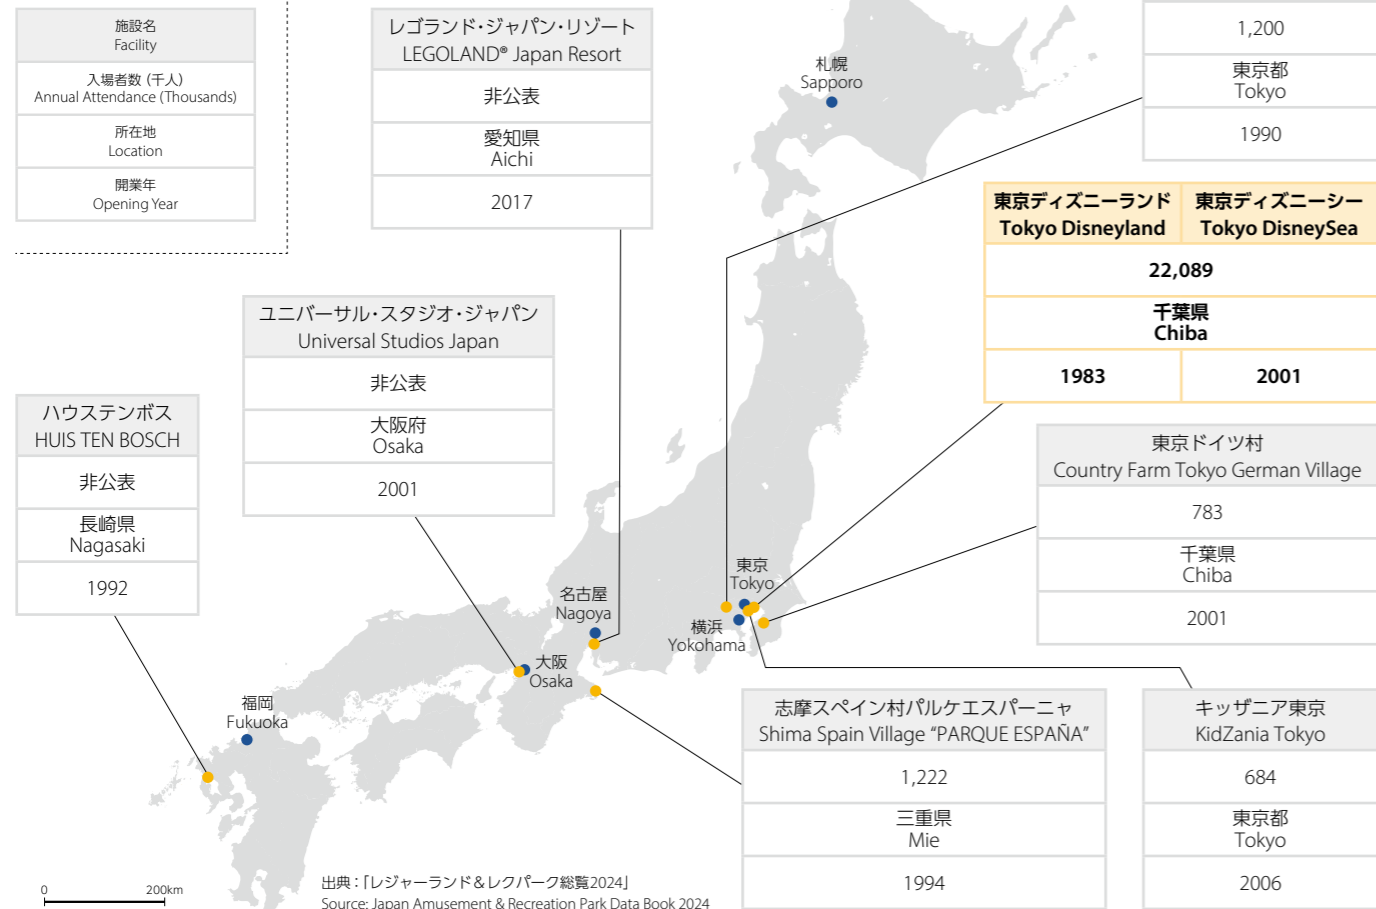 施設名
Facility
入場者数 (千人)
Annual Attendance (Thousands)
所在地
Location
開業年
Opening Year
レゴランド・ジャパン・リゾート
LEGOLAND® Japan Resort
非公表
愛知県
Aichi
2017
1,200
東京都
Tokyo
1990
東京ディズニーランド
Tokyo Disneyland
東京ディズニーシー
Tokyo DisneySea
22,089
千葉県
Chiba
1983
2001
ユニバーサル・スタジオ・ジャパン
Universal Studios Japan
非公表
大阪府
Osaka
2001
ハウステンボス
HUIS TEN BOSCH
非公表
長崎県
Nagasaki
1992
東京ドイツ村
Country Farm Tokyo German Village
783
千葉県
Chiba
2001
志摩スペイン村パルケエスパーニャ
Shima Spain Village “PARQUE ESPAÑA”
1,222
三重県
Mie
1994
キッザニア東京
KidZania Tokyo
684
東京都
Tokyo
2006
札幌
Sapporo
東京
Tokyo
横浜
Yokohama
名古屋
Nagoya
大阪
Osaka
福岡
Fukuoka
0 200km
出典：「レジャーランド＆レクパーク総覧2024」
Source: Japan Amusement & Recreation Park Data Book 2024